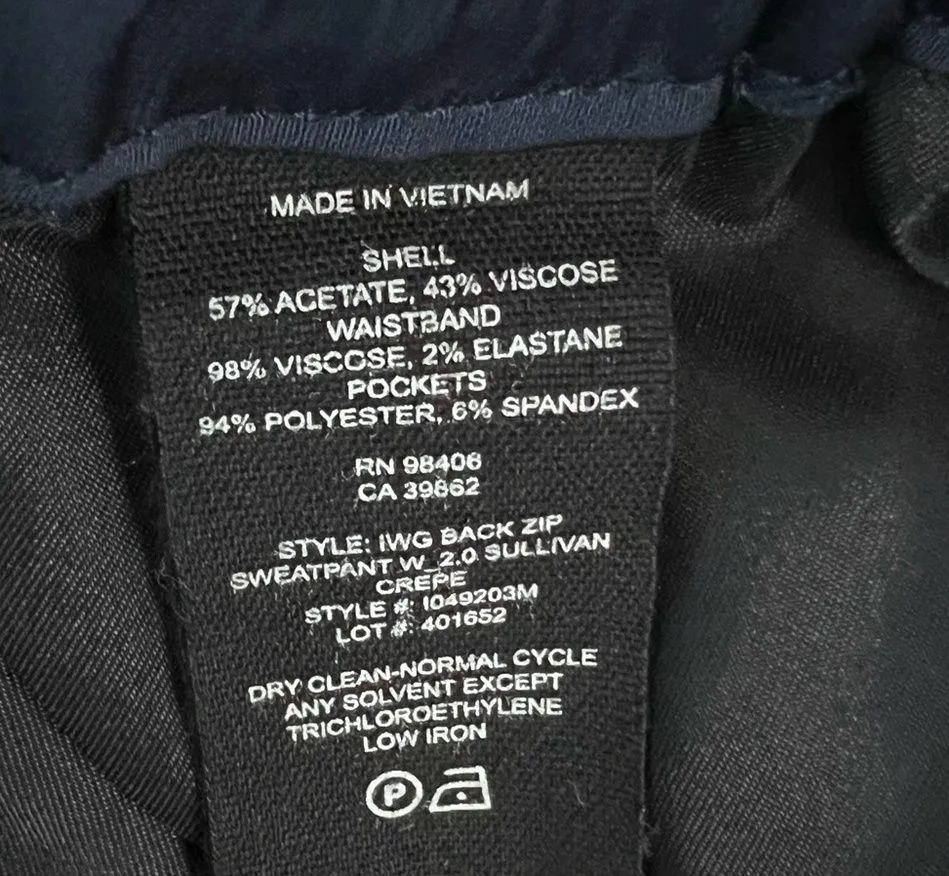 MADE IN VIETNAM
SHELL
57% ACETATE, 43% VISCOSE
WAISTBAND
98% VISCOSE, 2% ELASTANE
POCKETS
94% POLYESTER, 6% SPANDEX
RN 98406
CA 39862
STYLE: IWG BACK ZIP
SWEATPANT W_2.0 SULLIVAN
CREPE
STYLE #: I049203M
LOT #: 401652
DRY CLEAN-NORMAL CYCLE
ANY SOLVENT EXCEPT
TRICHLOROETHYLENE
LOW IRON
P